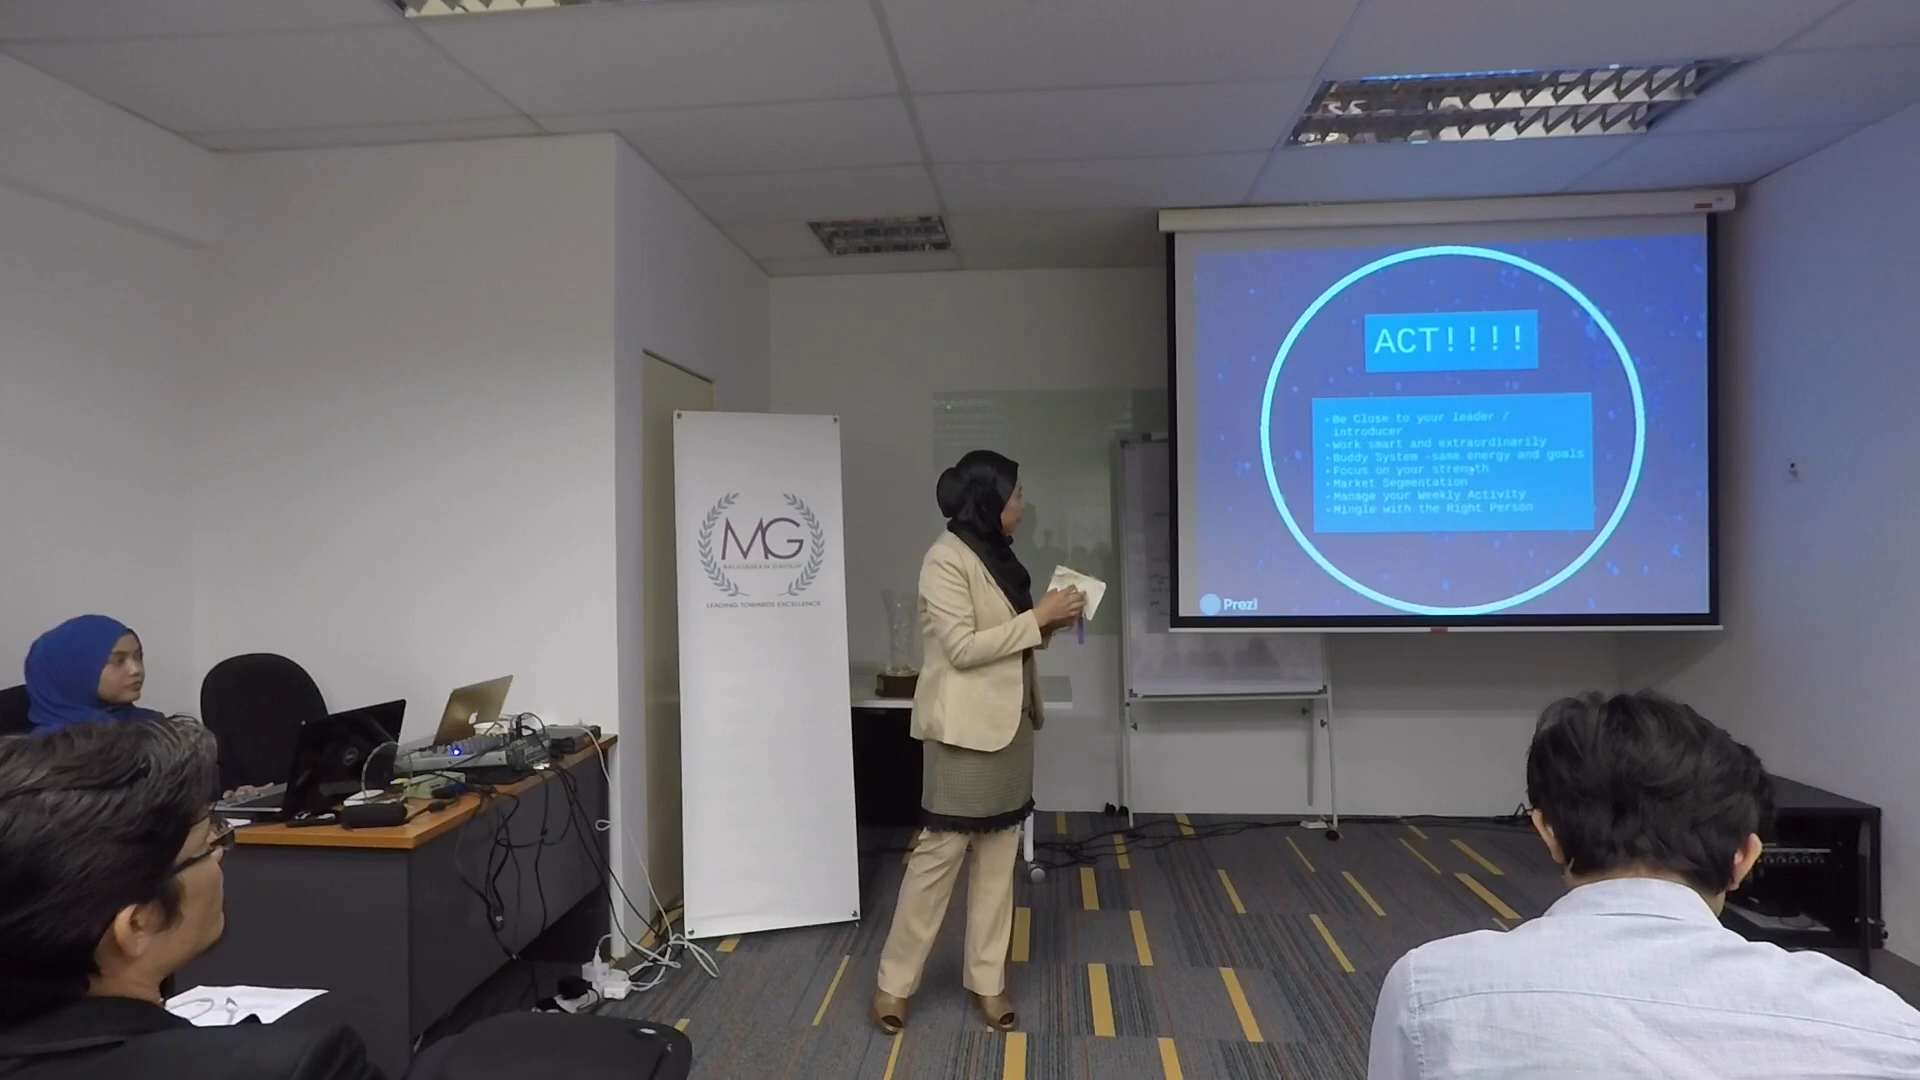 MG
LEADING TOWARDS EXCELLENCE
ACT!!!!
• Be Close to your leader /
introducer
• Work smart and extraordinarily
• Buddy System -same energy and goals
• Focus on your strength
• Market Segmentation
• Manage your Weekly Activity
• Mingle with the Right Person
Prezi